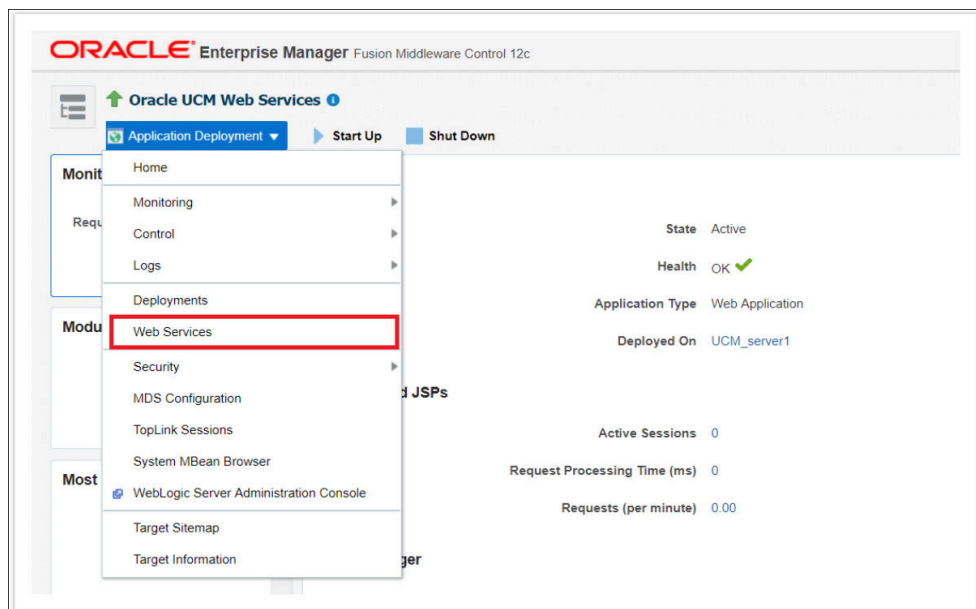 ORACLE Enterprise Manager Fusion Middleware Control 12c
Oracle UCM Web Services
Application Deployment
Start Up
Shut Down
Home
Monitoring
Control
Logs
Deployments
Web Services
Security
MDS Configuration
TopLink Sessions
System MBean Browser
WebLogic Server Administration Console
Target Sitemap
Target Information
Monit
Requ
Modu
Most
State Active
Health OK
Application Type Web Application
Deployed On UCM_server1
d JSPs
Active Sessions 0
Request Processing Time (ms) 0
Requests (per minute) 0.00
ger